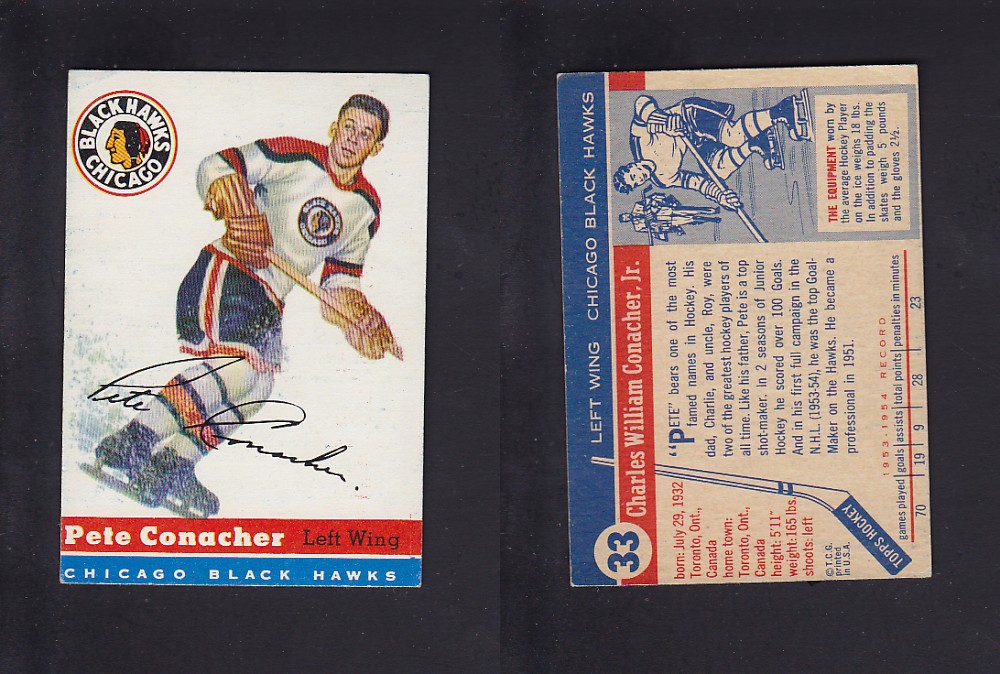 BLACK HAWKS
CHICAGO
Pete Conacher.
Pete Conacher Left Wing
CHICAGO BLACK HAWKS
LEFT WING CHICAGO BLACK HAWKS
33
Charles William Conacher, Jr.
born: July 29, 1932
Toronto, Ont.,
Canada
home town:
Toronto, Ont.,
Canada
height: 5'11"
weight: 165 lbs.
shoots: left
© T.C.G.
printed
in U.S.A.
"PETE" bears one of the most
famed names in Hockey. His
dad, Charlie, and uncle, Roy, were
two of the greatest hockey players of
all time. Like his father, Pete is a top
shot-maker. In 2 seasons of Junior
Hockey he scored over 100 Goals.
And in his first full campaign in the
N.H.L. (1953-54), he was the top Goal-
Maker on the Hawks. He became a
professional in 1951.
THE EQUIPMENT worn by
the average Hockey Player
on the ice weighs 18 lbs.
In addition to padding the
skates weigh 5 pounds
and the gloves 2½.
TOPPS HOCKEY
1953-1954 RECORD
games played goals assists total points penalties in minutes
70 19 9 28 23